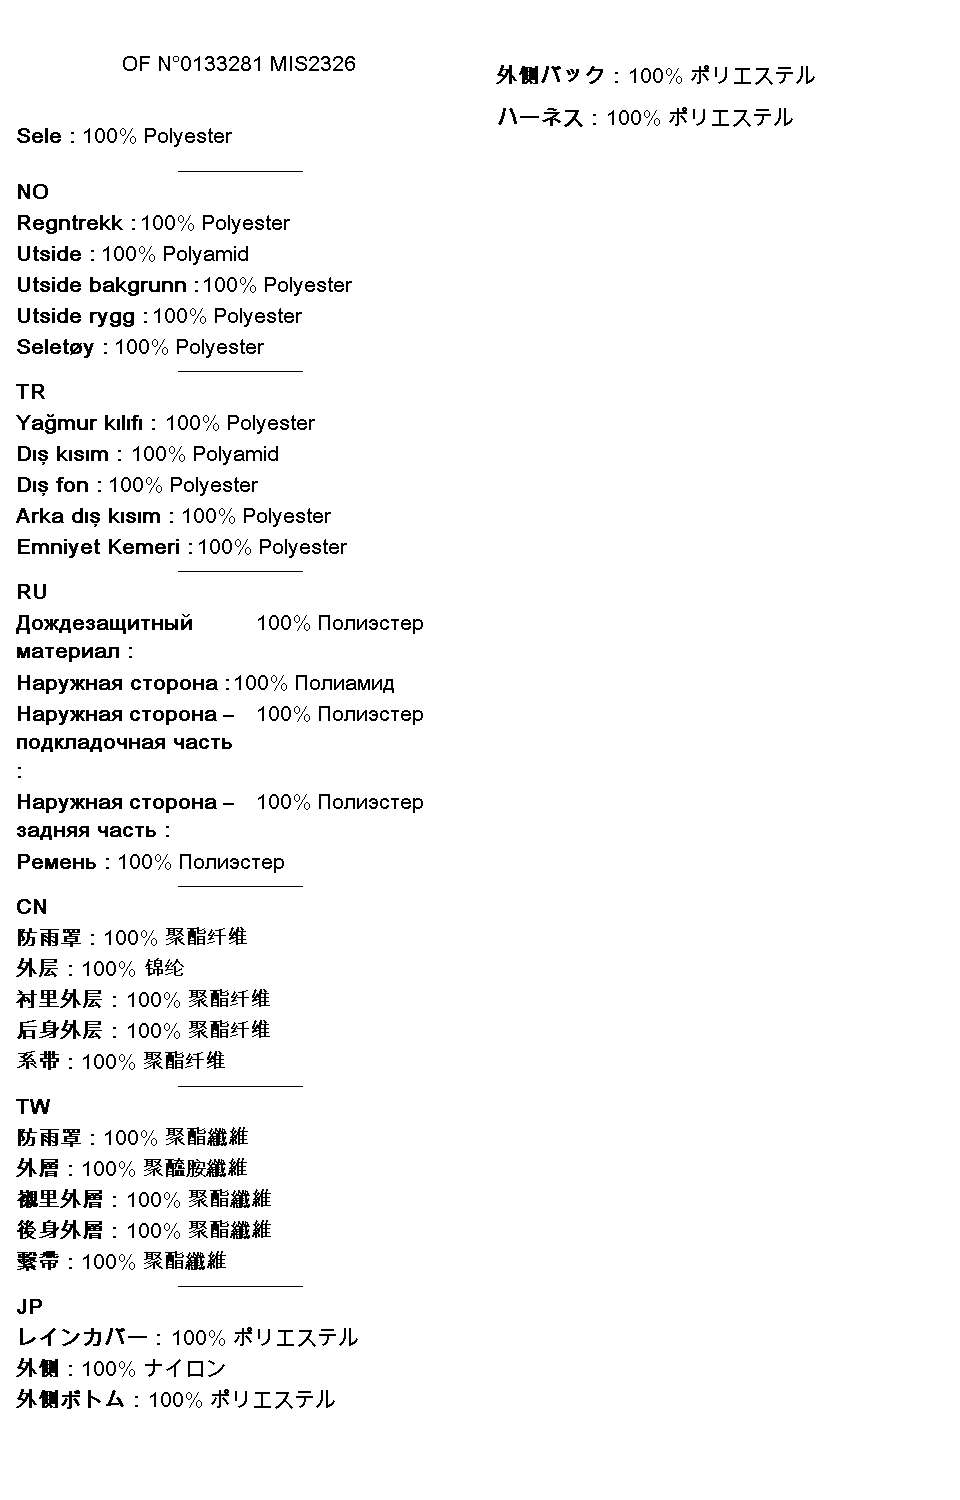 OF N°0133281 MIS2326
Sele : 100% Polyester
NO
Regntrekk : 100% Polyester
Utside : 100% Polyamid
Utside bakgrunn : 100% Polyester
Utside rygg : 100% Polyester
Seletøy : 100% Polyester
TR
Yağmur kılıfı : 100% Polyester
Dış kısım : 100% Polyamid
Dış fon : 100% Polyester
Arka dış kısım : 100% Polyester
Emniyet Kemeri : 100% Polyester
RU
Дождезащитный 100% Полиэстер
материал :
Наружная сторона : 100% Полиамид
Наружная сторона – 100% Полиэстер
подкладочная часть
:
Наружная сторона – 100% Полиэстер
задняя часть :
Ремень : 100% Полиэстер
CN
防雨罩 : 100% 聚酯纤维
外层 : 100% 锦纶
衬里外层 : 100% 聚酯纤维
后身外层 : 100% 聚酯纤维
系带 : 100% 聚酯纤维
TW
防雨罩 : 100% 聚酯纖維
外層 : 100% 聚醯胺纖維
襯里外層 : 100% 聚酯纖維
後身外層 : 100% 聚酯纖維
繫帶 : 100% 聚酯纖維
JP
レインカバー : 100% ポリエステル
外側 : 100% ナイロン
外側ボトム : 100% ポリエステル
外側バック : 100% ポリエステル
ハーネス : 100% ポリエステル